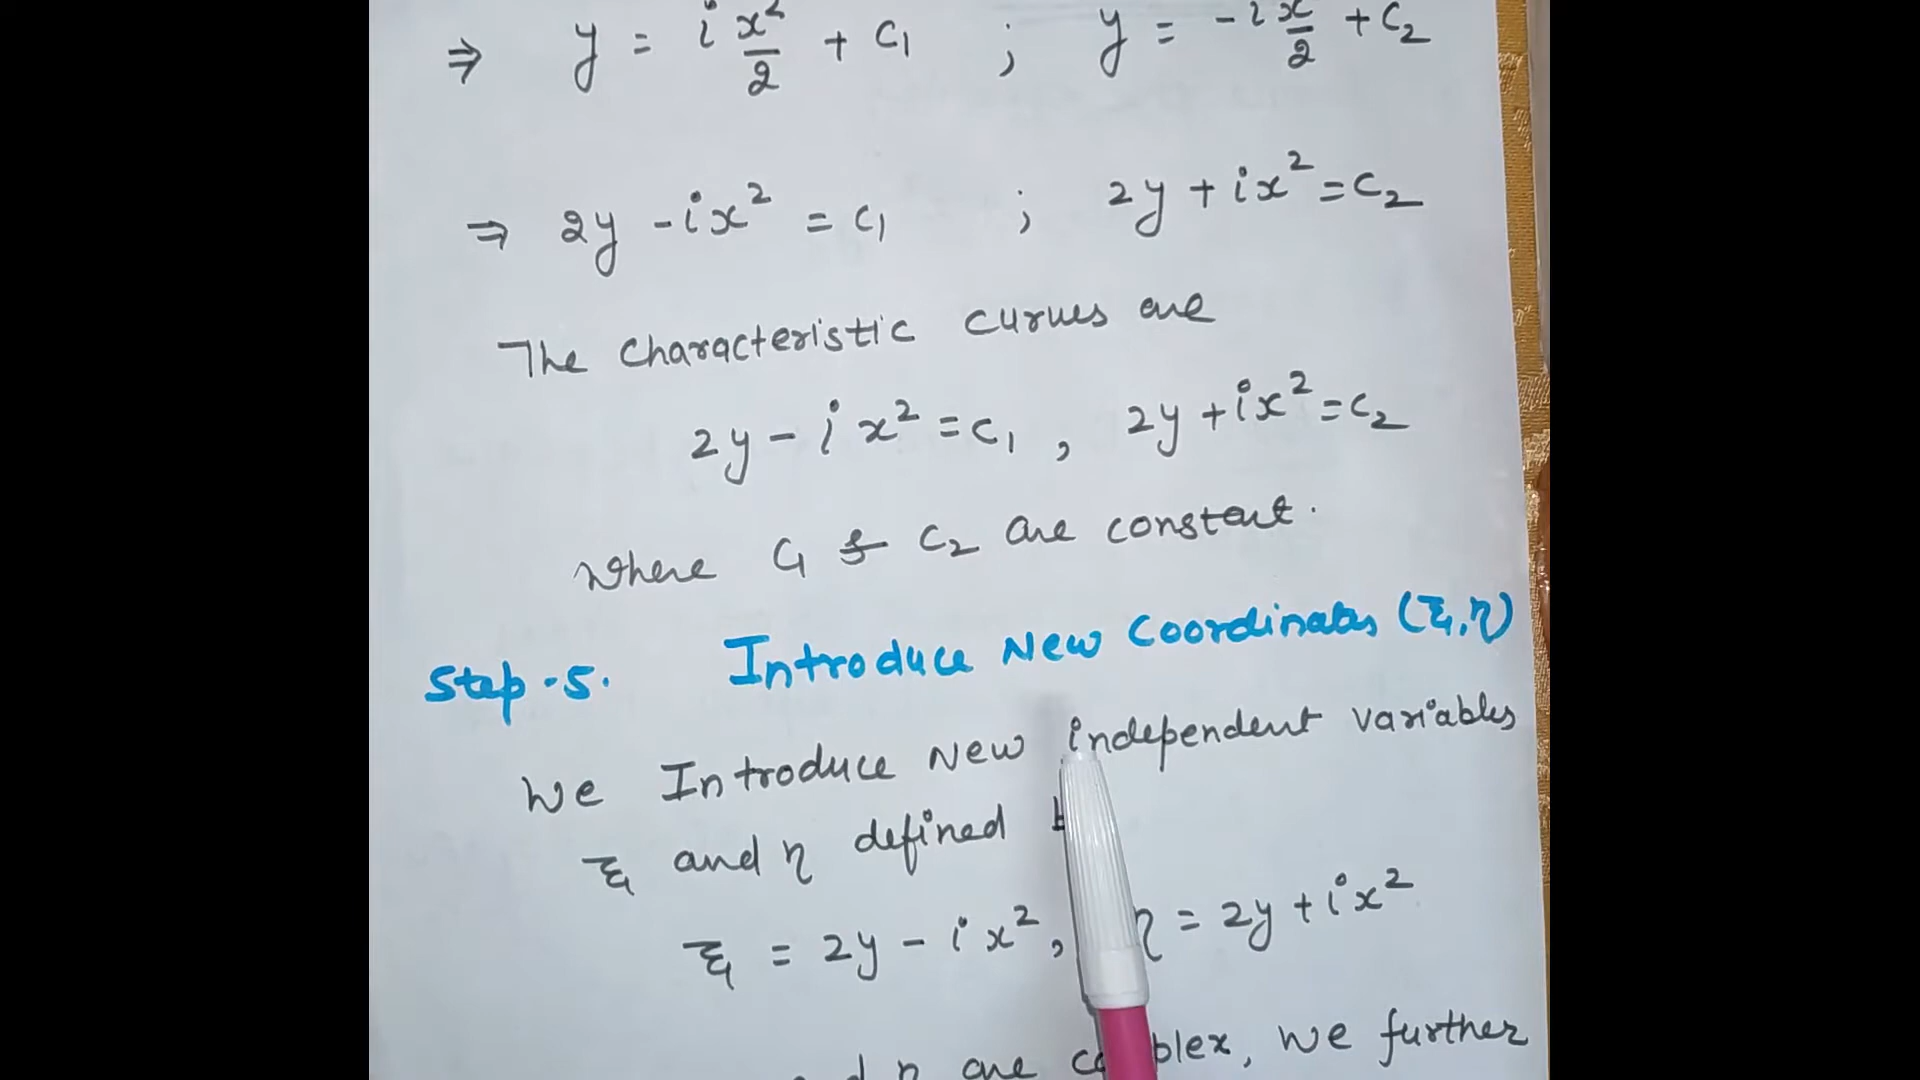 ⇒ y = i x²/2 + c₁ ; y = -i x/2 + c₂
⇒ 2y - ix² = c₁ ; 2y + ix² = c₂
The characteristic curves are
2y - i x² = c₁ , 2y + ix² = c₂
where c₁ & c₂ are constant.
Step-5. Introduce New Coordinates (ξ, η)
We Introduce New independent variables
ξ and η defined
ξ = 2y - i x², η = 2y + i x²
η are complex, we further